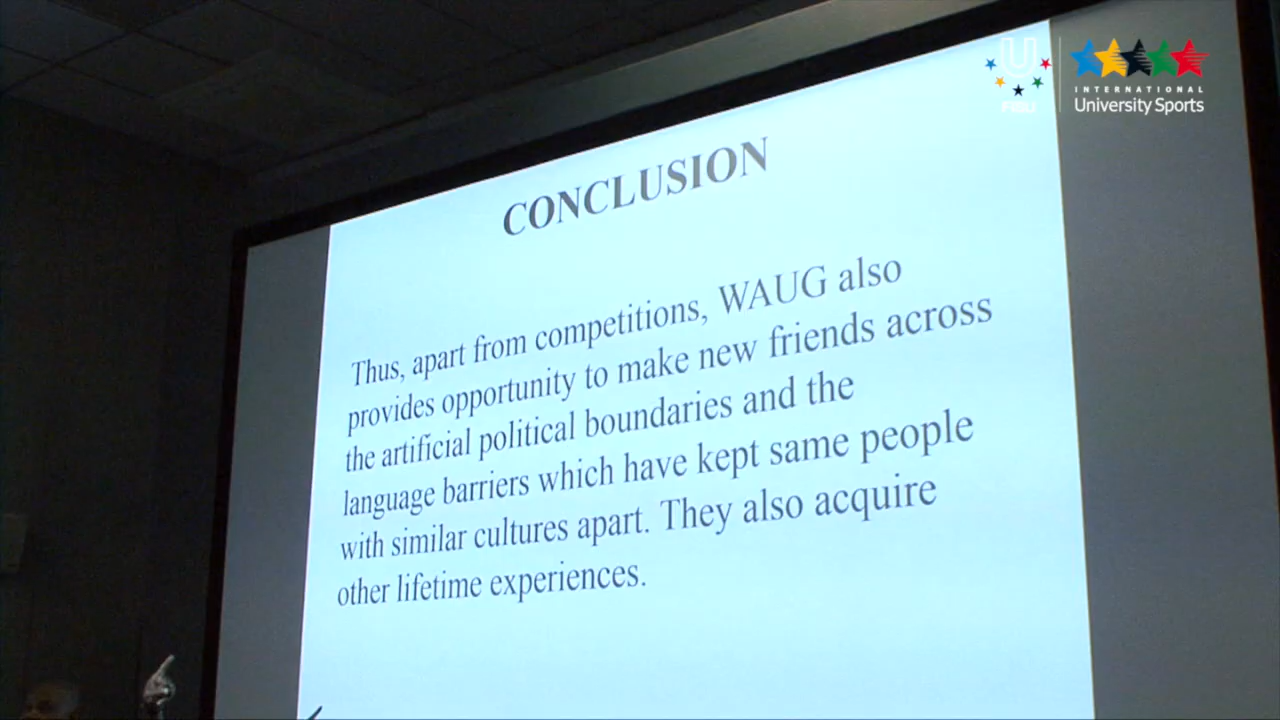 INTERNATIONAL
University Sports
CONCLUSION
Thus, apart from competitions, WAUG also
provides opportunity to make new friends across
the artificial political boundaries and the
language barriers which have kept same people
with similar cultures apart. They also acquire
other lifetime experiences.